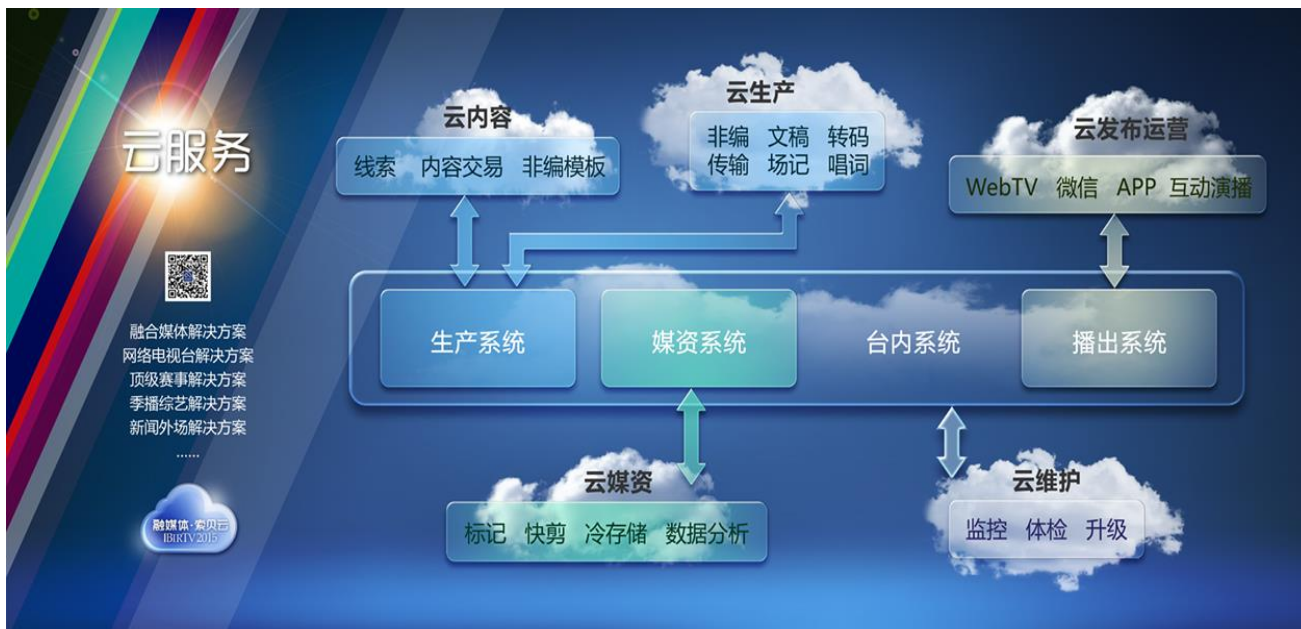 云服务
融合媒体解决方案
网络电视台解决方案
顶级赛事解决方案
季播综艺解决方案
新闻外场解决方案
......
融媒体·索贝云
IBIRTV2015
云内容
线索 内容交易 非编模板
云生产
非编 文稿 转码
传输 场记 唱词
云发布运营
WebTV 微信 APP 互动演播
生产系统 媒资系统 台内系统 播出系统
云媒资
标记 快剪 冷存储 数据分析
云维护
监控 体检 升级